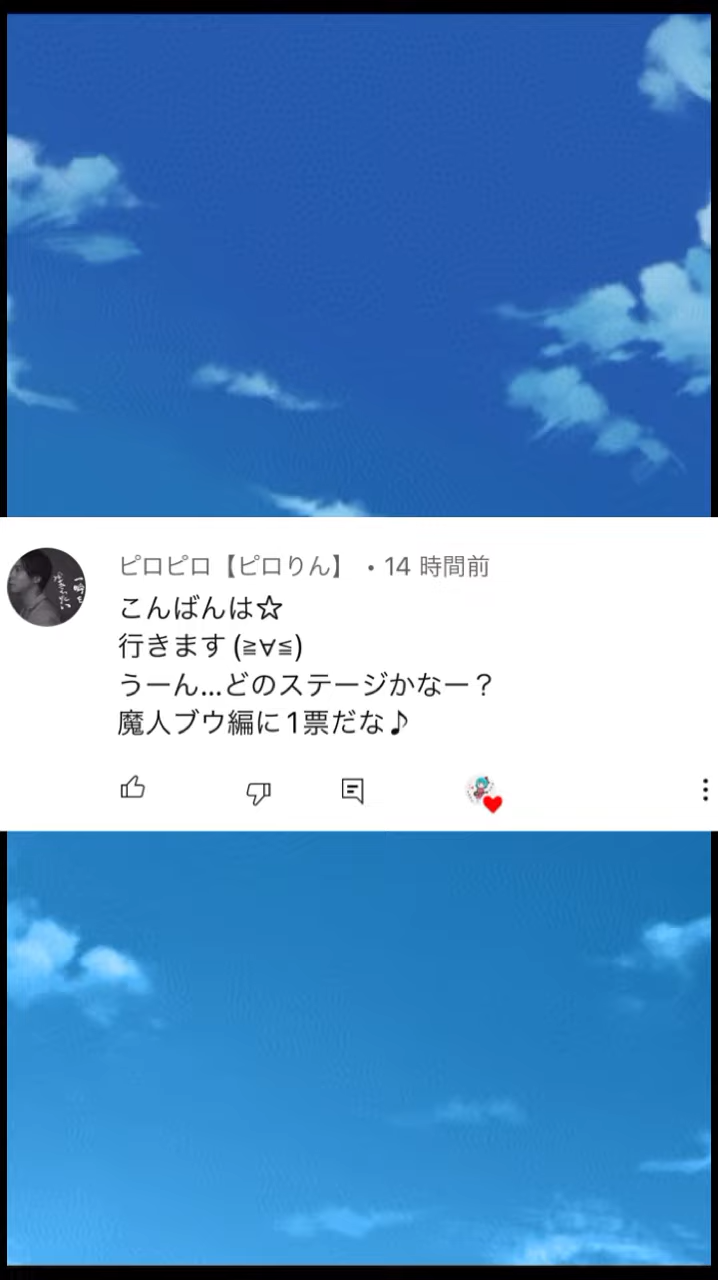 ピロピロ【ピロりん】 ・14 時間前
こんばんは☆
行きます (≧∀≦)
うーん...どのステージかなー？
魔人ブウ編に1票だな♪